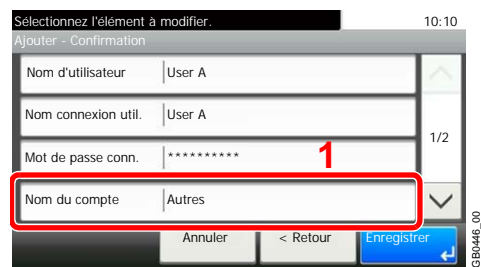 Sélectionnez l'élément à modifier. 10:10
Ajouter - Confirmation
Nom d'utilisateur User A
Nom connexion util. User A
1/2
Mot de passe conn. ********** 1
Nom du compte Autres
Annuler < Retour Enregistrer
GB0446_00